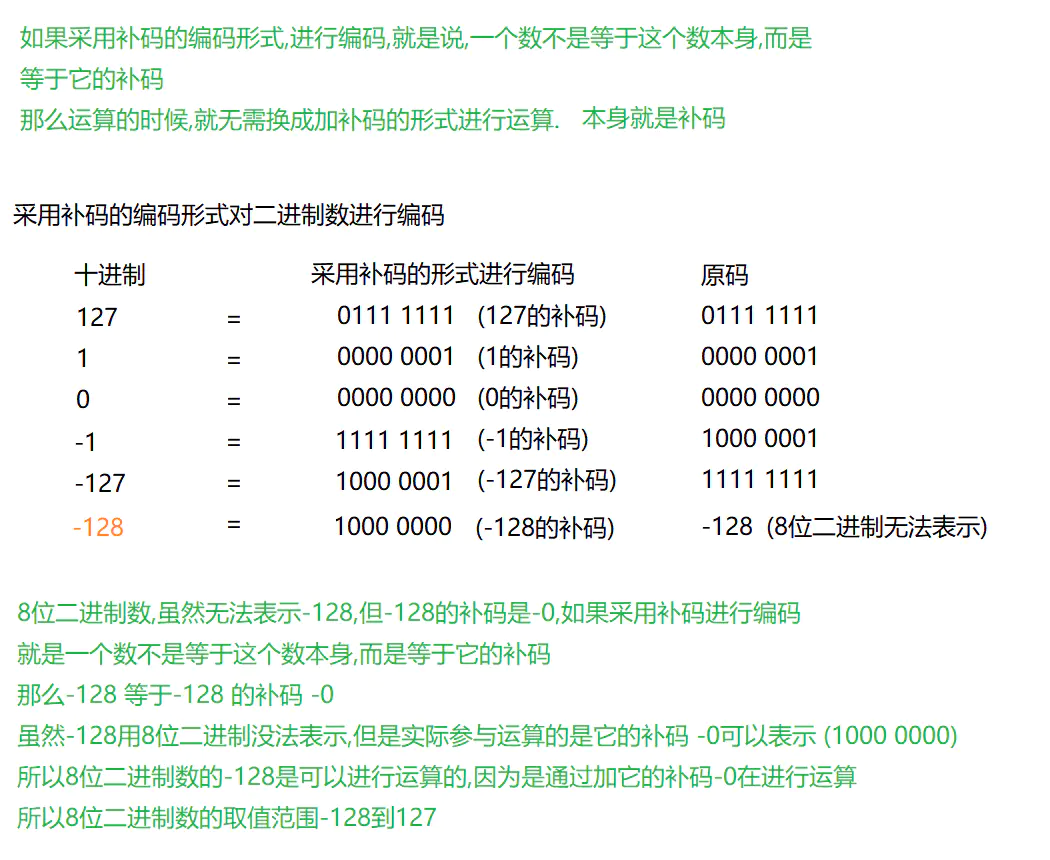 如果采用补码的编码形式,进行编码,就是说,一个数不是等于这个数本身,而是
等于它的补码
那么运算的时候,就无需换成加补码的形式进行运算. 本身就是补码
采用补码的编码形式对二进制数进行编码
十进制 采用补码的形式进行编码 原码
127 = 0111 1111 (127的补码) 0111 1111
1 = 0000 0001 (1的补码) 0000 0001
0 = 0000 0000 (0的补码) 0000 0000
-1 = 1111 1111 (-1的补码) 1000 0001
-127 = 1000 0001 (-127的补码) 1111 1111
-128 = 1000 0000 (-128的补码) -128 (8位二进制无法表示)
8位二进制数,虽然无法表示-128,但-128的补码是-0,如果采用补码进行编码
就是一个数不是等于这个数本身,而是等于它的补码
那么-128 等于-128 的补码 -0
虽然-128用8位二进制没法表示,但是实际参与运算的是它的补码 -0可以表示 (1000 0000)
所以8位二进制数的-128是可以进行运算的,因为是通过加它的补码-0在进行运算
所以8位二进制数的取值范围-128到127